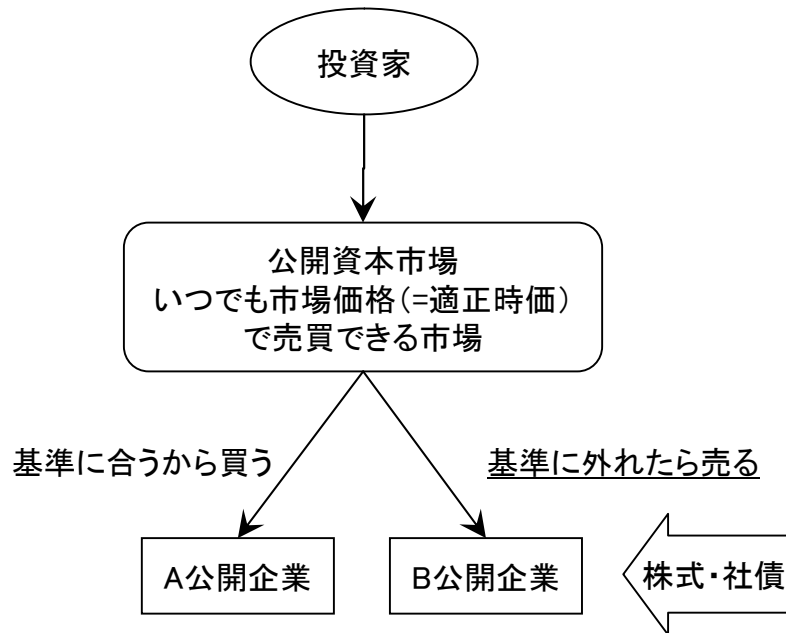 投資家
公開資本市場
いつでも市場価格(=適正時価)
で売買できる市場
基準に合うから買う
基準に外れたら売る
A公開企業
B公開企業
株式・社債